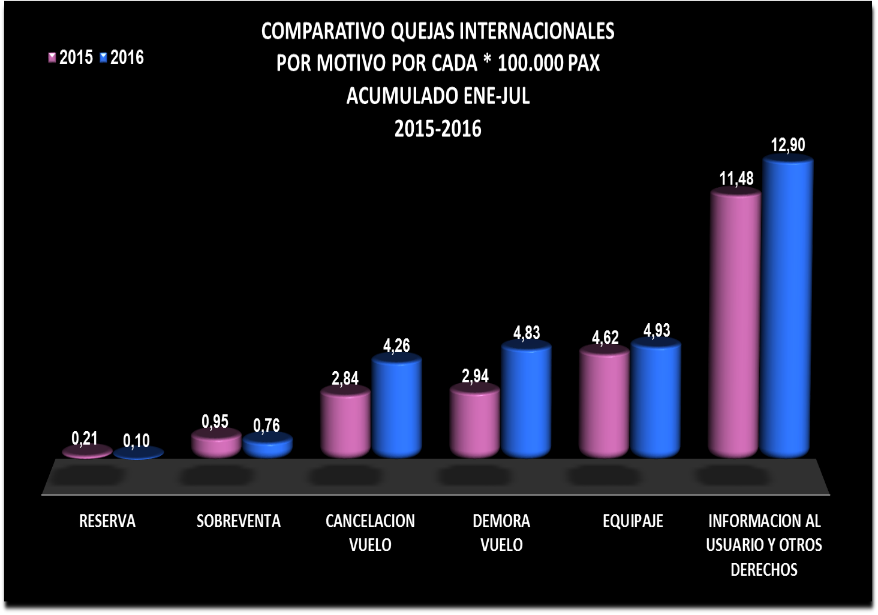 COMPARATIVO QUEJAS INTERNACIONALES
POR MOTIVO POR CADA * 100.000 PAX
ACUMULADO ENE-JUL
2015-2016
2015 2016
0,21 0,10 0,95 0,76 2,84 4,26 2,94 4,83 4,62 4,93 11,48 12,90
RESERVA SOBREVENTA CANCELACION DEMORA EQUIPAJE INFORMACION AL
VUELO VUELO USUARIO Y OTROS
DERECHOS